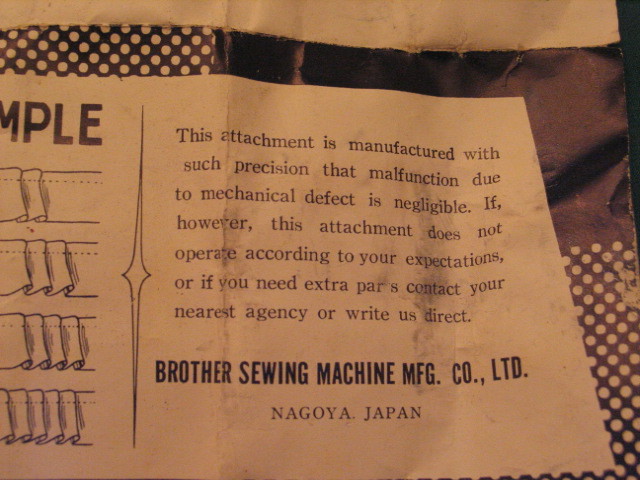 MPLE
This attachment is manufactured with
such precision that malfunction due
to mechanical defect is negligible. If,
however, this attachment does not
operate according to your expectations,
or if you need extra par s contact your
nearest agency or write us direct.
BROTHER SEWING MACHINE MFG. CO., LTD.
NAGOYA. JAPAN